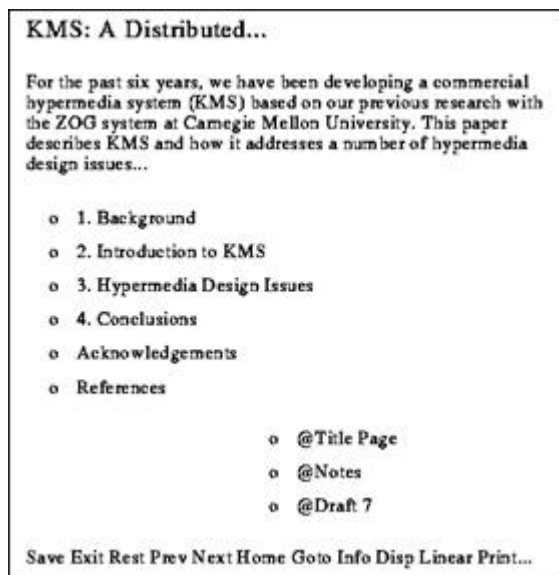 KMS: A Distributed...
For the past six years, we have been developing a commercial
hypermedia system (KMS) based on our previous research with
the ZOG system at Carnegie Mellon University. This paper
describes KMS and how it addresses a number of hypermedia
design issues...
o 1. Background
o 2. Introduction to KMS
o 3. Hypermedia Design Issues
o 4. Conclusions
o Acknowledgements
o References
o @Title Page
o @Notes
o @Draft 7
Save Exit Rest Prev Next Home Goto Info Disp Linear Print...